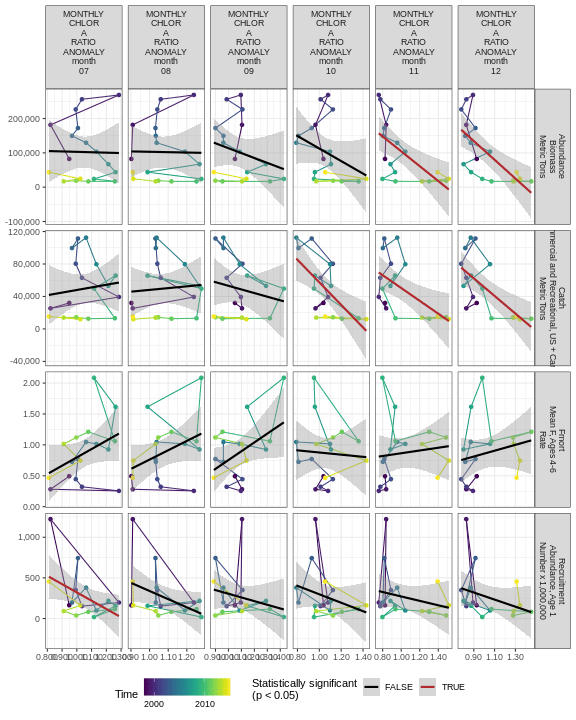 MONTHLY
CHLOR
A
RATIO
ANOMALY
month
07
MONTHLY
CHLOR
A
RATIO
ANOMALY
month
08
MONTHLY
CHLOR
A
RATIO
ANOMALY
month
09
MONTHLY
CHLOR
A
RATIO
ANOMALY
month
10
MONTHLY
CHLOR
A
RATIO
ANOMALY
month
11
MONTHLY
CHLOR
A
RATIO
ANOMALY
month
12
200,000
100,000
0
-100,000
Abundance
Biomass
Metric Tons
120,000
80,000
40,000
0
-40,000
Catch
and Recreational, US +
Metric Tons
2.00
1.50
1.00
0.50
0.00
Fmort
Mean F, Ages 4-6
Rate
1,000
500
0
Recruitment
Abundance, Age 1
Number x 1,000,000
1.00 1.10 1.20
0.80 1.00 1.20 1.40
0.80 1.00 1.20 1.40
0.90 1.10 1.30
Time
2000 2010
Statistically significant
(p < 0.05)
FALSE
TRUE